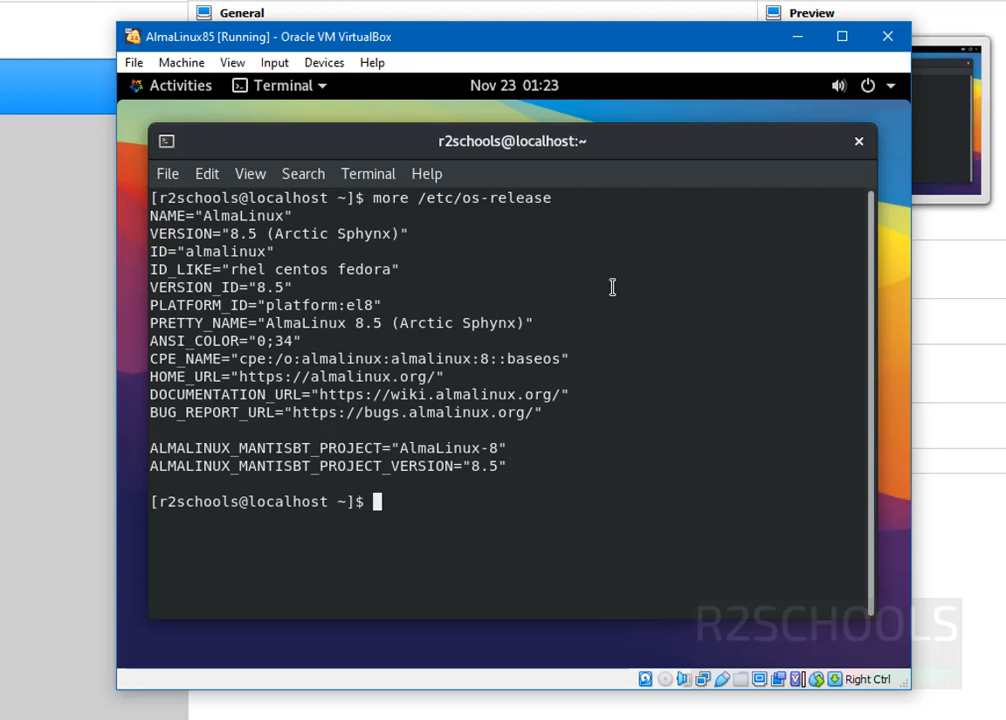 General
Preview
AlmaLinux85 [Running] - Oracle VM VirtualBox
File Machine View Input Devices Help
Activities Terminal Nov 23 01:23
r2schools@localhost:~
File Edit View Search Terminal Help
[r2schools@localhost ~]$ more /etc/os-release
NAME="AlmaLinux"
VERSION="8.5 (Arctic Sphynx)"
ID="almalinux"
ID_LIKE="rhel centos fedora"
VERSION_ID="8.5"
PLATFORM_ID="platform:el8"
PRETTY_NAME="AlmaLinux 8.5 (Arctic Sphynx)"
ANSI_COLOR="0;34"
CPE_NAME="cpe:/o:almalinux:almalinux:8::baseos"
HOME_URL="https://almalinux.org/"
DOCUMENTATION_URL="https://wiki.almalinux.org/"
BUG_REPORT_URL="https://bugs.almalinux.org/"
ALMALINUX_MANTISBT_PROJECT="AlmaLinux-8"
ALMALINUX_MANTISBT_PROJECT_VERSION="8.5"
[r2schools@localhost ~]$
R2SCHOOLS
Right Ctrl